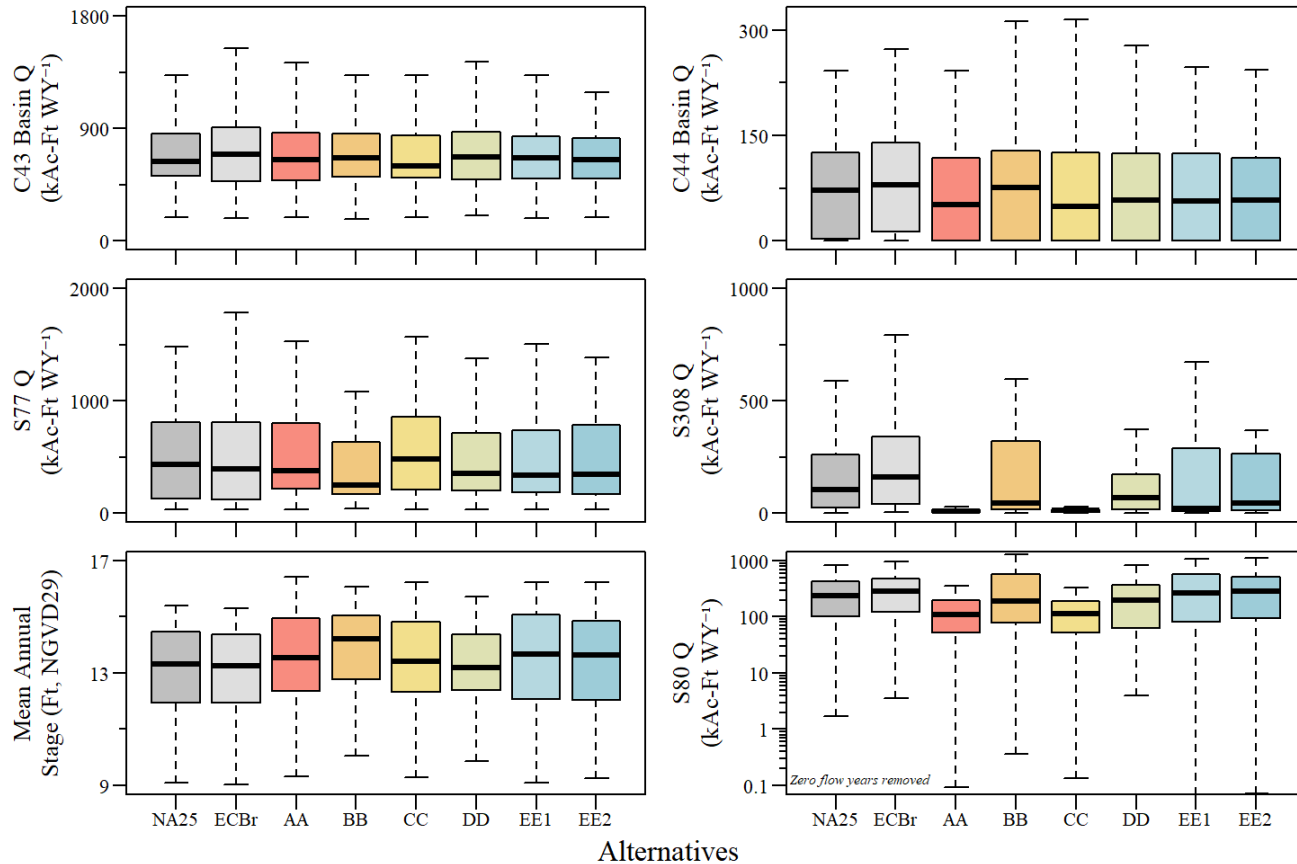 C43 Basin Q
(kAc-Ft WY⁻¹)
1800
900
0
C44 Basin Q
(kAc-Ft WY⁻¹)
300
150
0
S77 Q
(kAc-Ft WY⁻¹)
2000
1000
0
S308 Q
(kAc-Ft WY⁻¹)
1000
500
0
Mean Annual
Stage (Ft, NGVD29)
17
13
9
NA25 ECBr AA BB CC DD EE1 EE2
S80 Q
(kAc-Ft WY⁻¹)
1000
100
10
1
0.1
Zero flow years removed
NA25 ECBr AA BB CC DD EE1 EE2
Alternatives